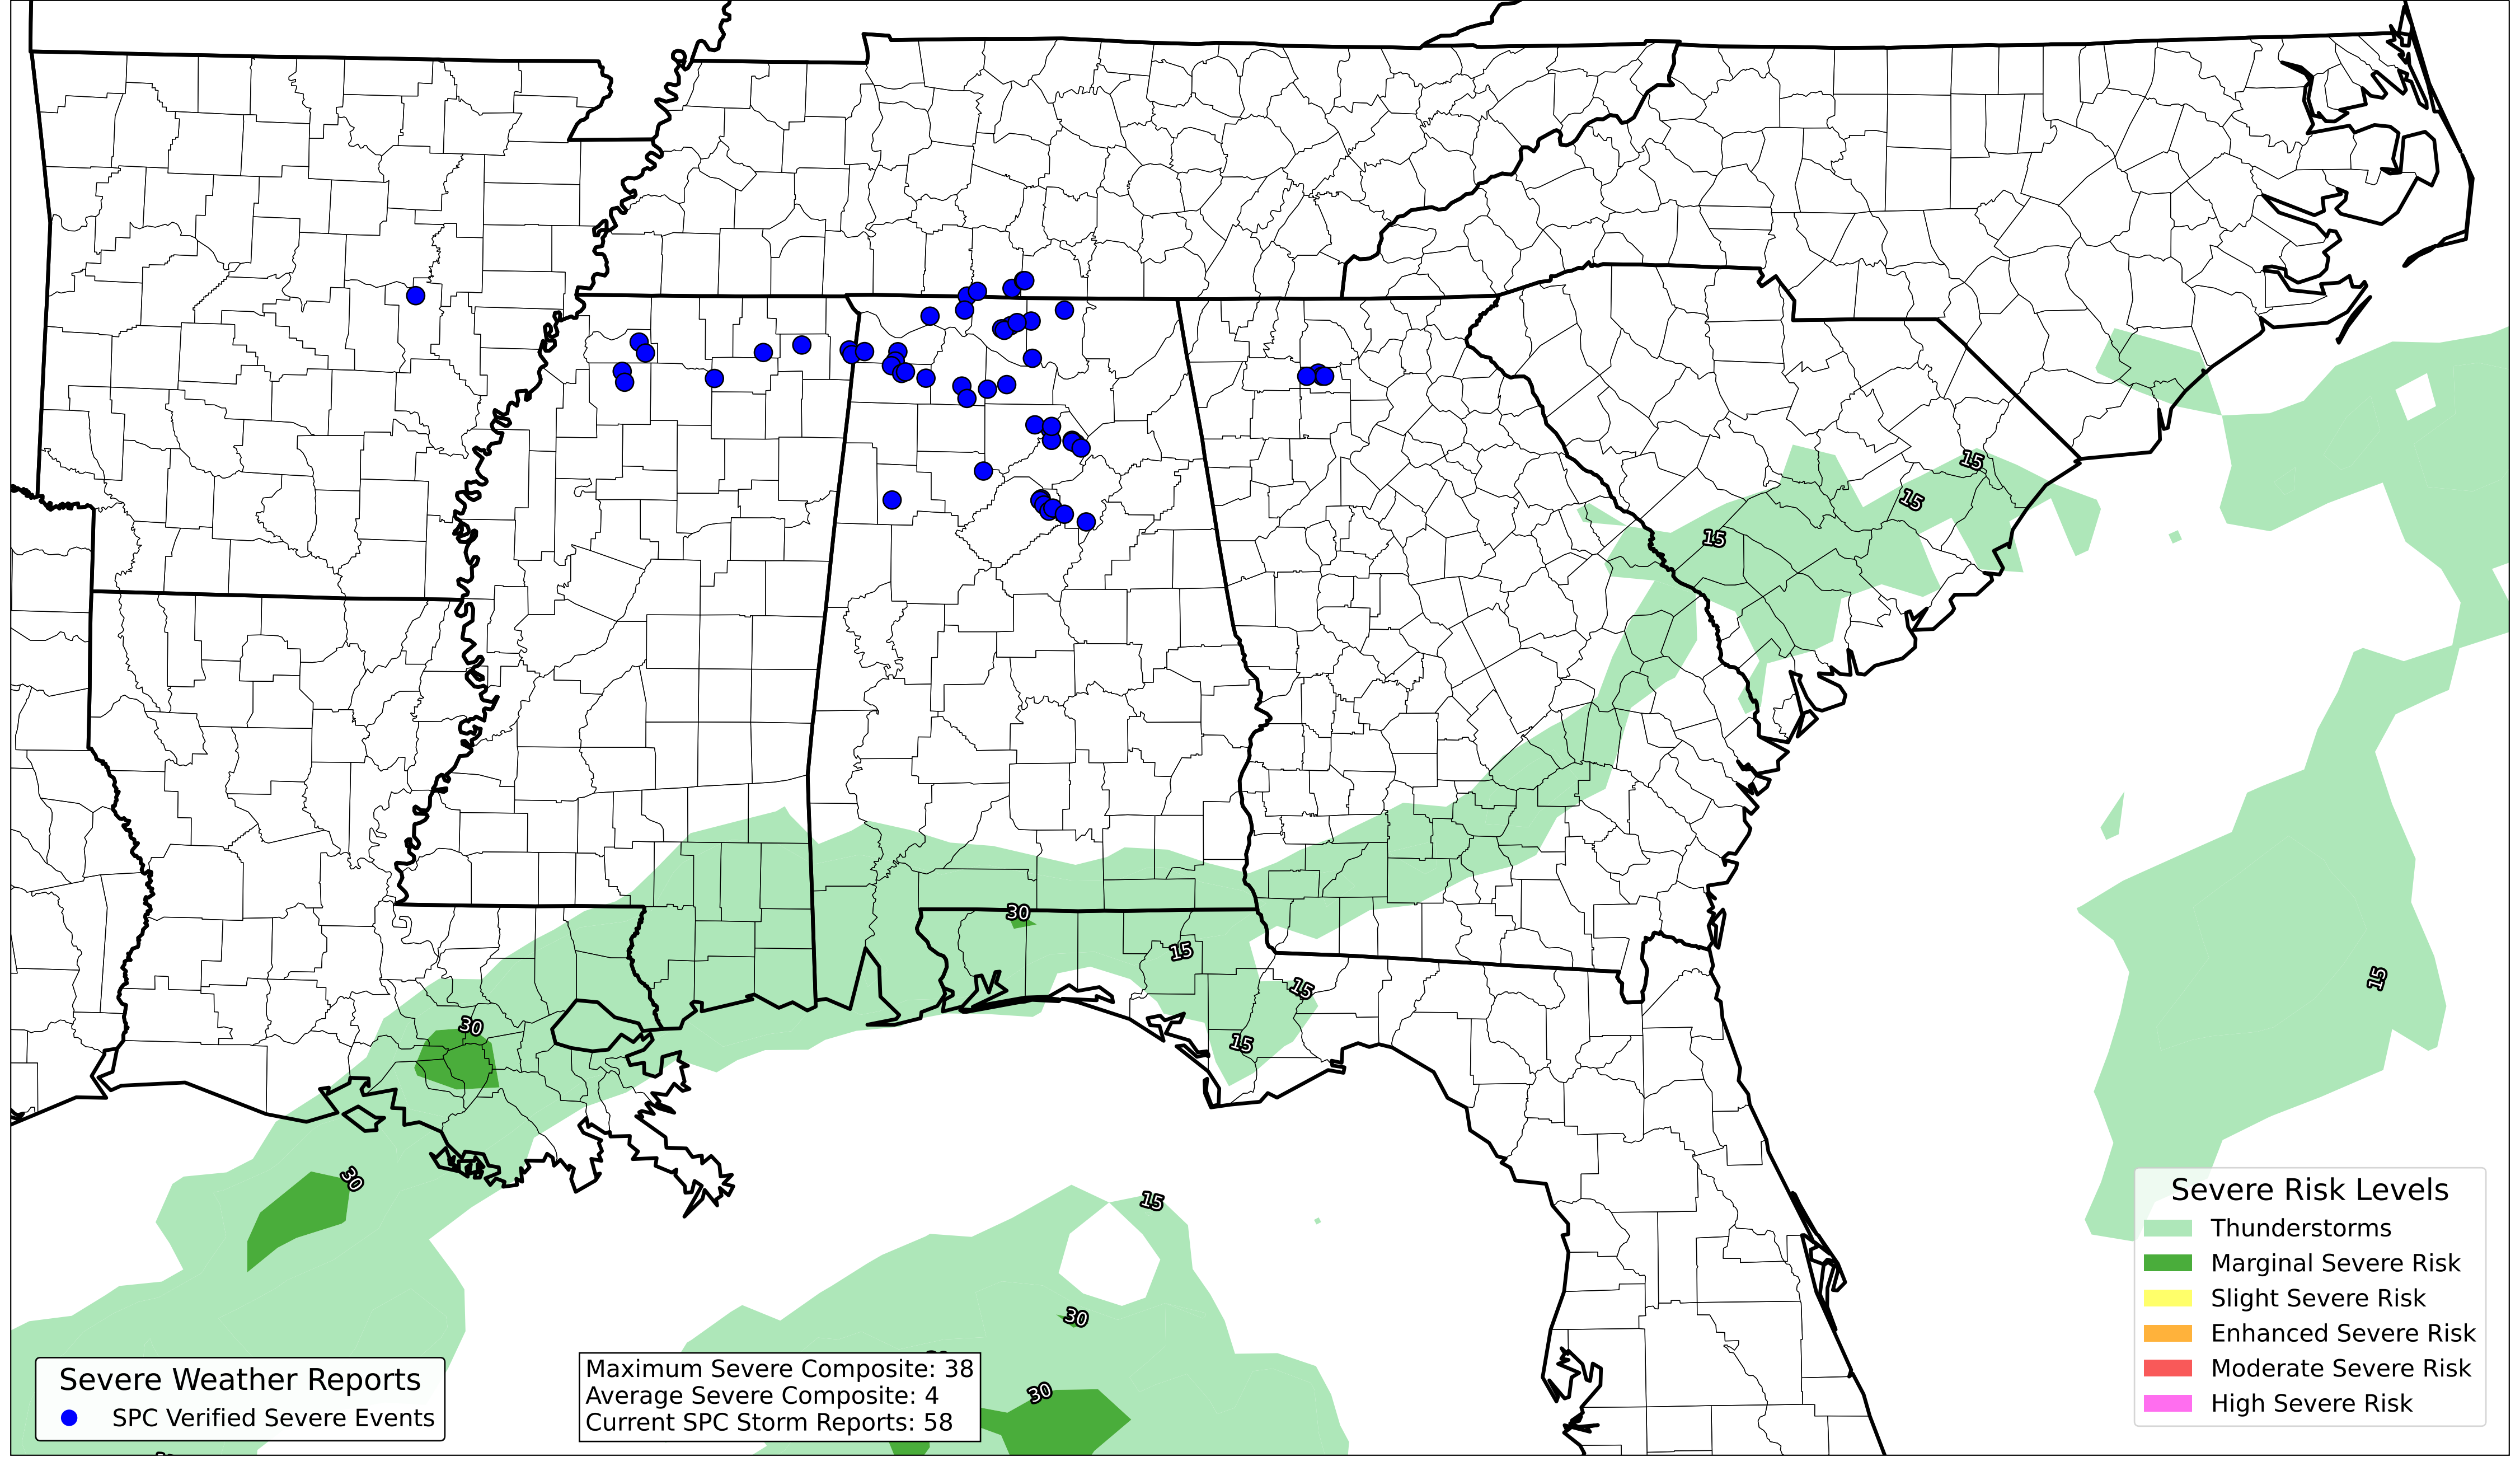 15
15
15
30
15
15
30
15
15
30
15
30
30
Severe Risk Levels
Thunderstorms
Marginal Severe Risk
Slight Severe Risk
Enhanced Severe Risk
Moderate Severe Risk
High Severe Risk
Severe Weather Reports
SPC Verified Severe Events
Maximum Severe Composite: 38
Average Severe Composite: 4
Current SPC Storm Reports: 58